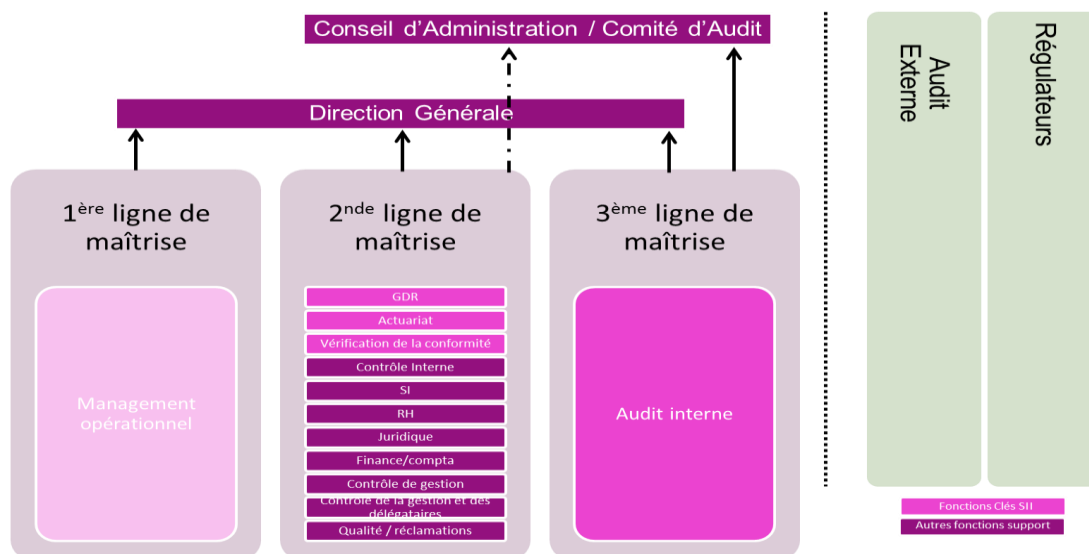 Conseil d'Administration / Comité d'Audit
Direction Générale
1ère ligne de
maîtrise
Management
opérationnel
2nde ligne de
maîtrise
GDR
Actuariat
Vérification de la conformité
Contrôle Interne
SI
RH
Juridique
Finance/compta
Contrôle de gestion
Contrôle de la gestion et des
délégataires
Qualité / réclamations
3ème ligne de
maîtrise
Audit interne
Audit
Externe
Régulateurs
Fonctions Clés SII
Autres fonctions support